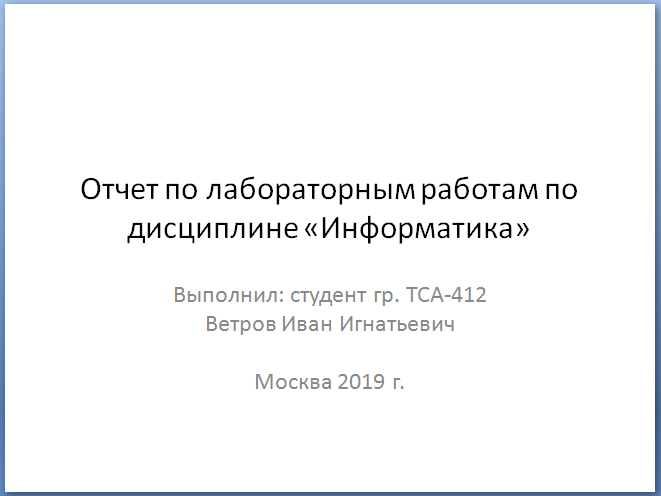 Отчет по лабораторным работам по
дисциплине «Информатика»
Выполнил: студент гр. ТСА-412
Ветров Иван Игнатьевич
Москва 2019 г.